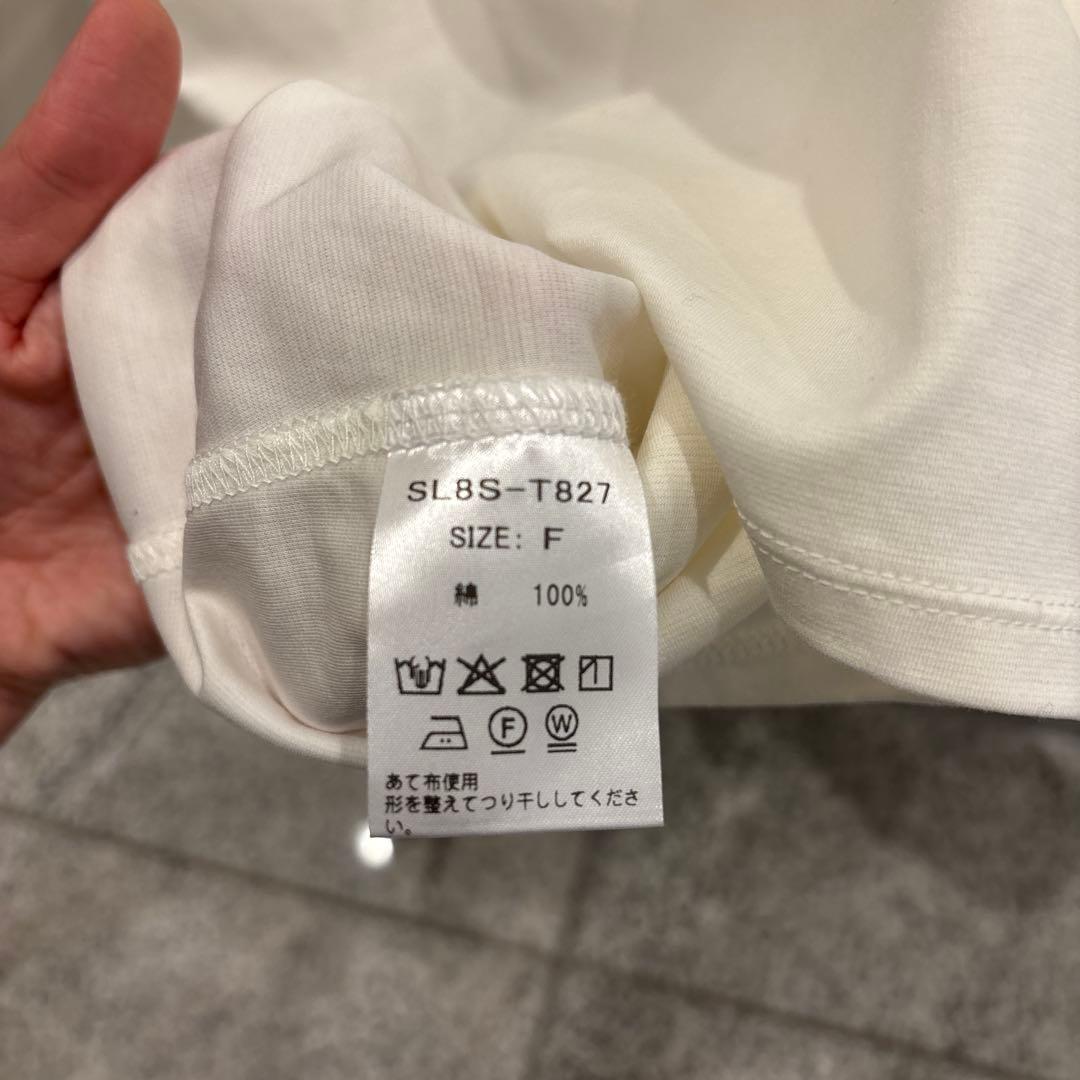 SL8S-T827
SIZE: F
綿 100%
F W
あて布使用
形を整えてつり干ししてくださ
い。